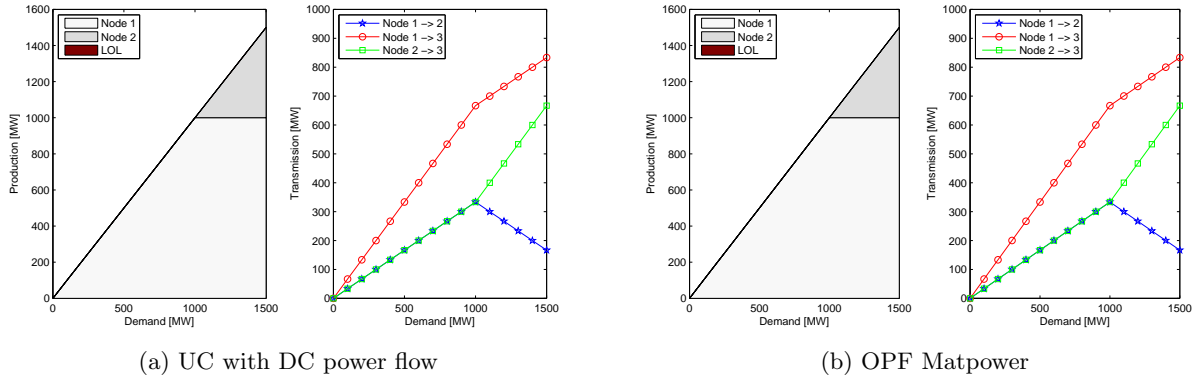 1600
1400
1200
1000
800
600
400
200
0
Production [MW]
0 500 1000 1500
Demand [MW]
Node 1
Node 2
LOL
1000
900
800
700
600
500
400
300
200
100
0
Transmission [MW]
0 500 1000 1500
Demand [MW]
Node 1 −> 2
Node 1 −> 3
Node 2 −> 3
(a) UC with DC power flow
1600
1400
1200
1000
800
600
400
200
0
Production [MW]
0 500 1000 1500
Demand [MW]
Node 1
Node 2
LOL
1000
900
800
700
600
500
400
300
200
100
0
Transmission [MW]
0 500 1000 1500
Demand [MW]
Node 1 −> 2
Node 1 −> 3
Node 2 −> 3
(b) OPF Matpower